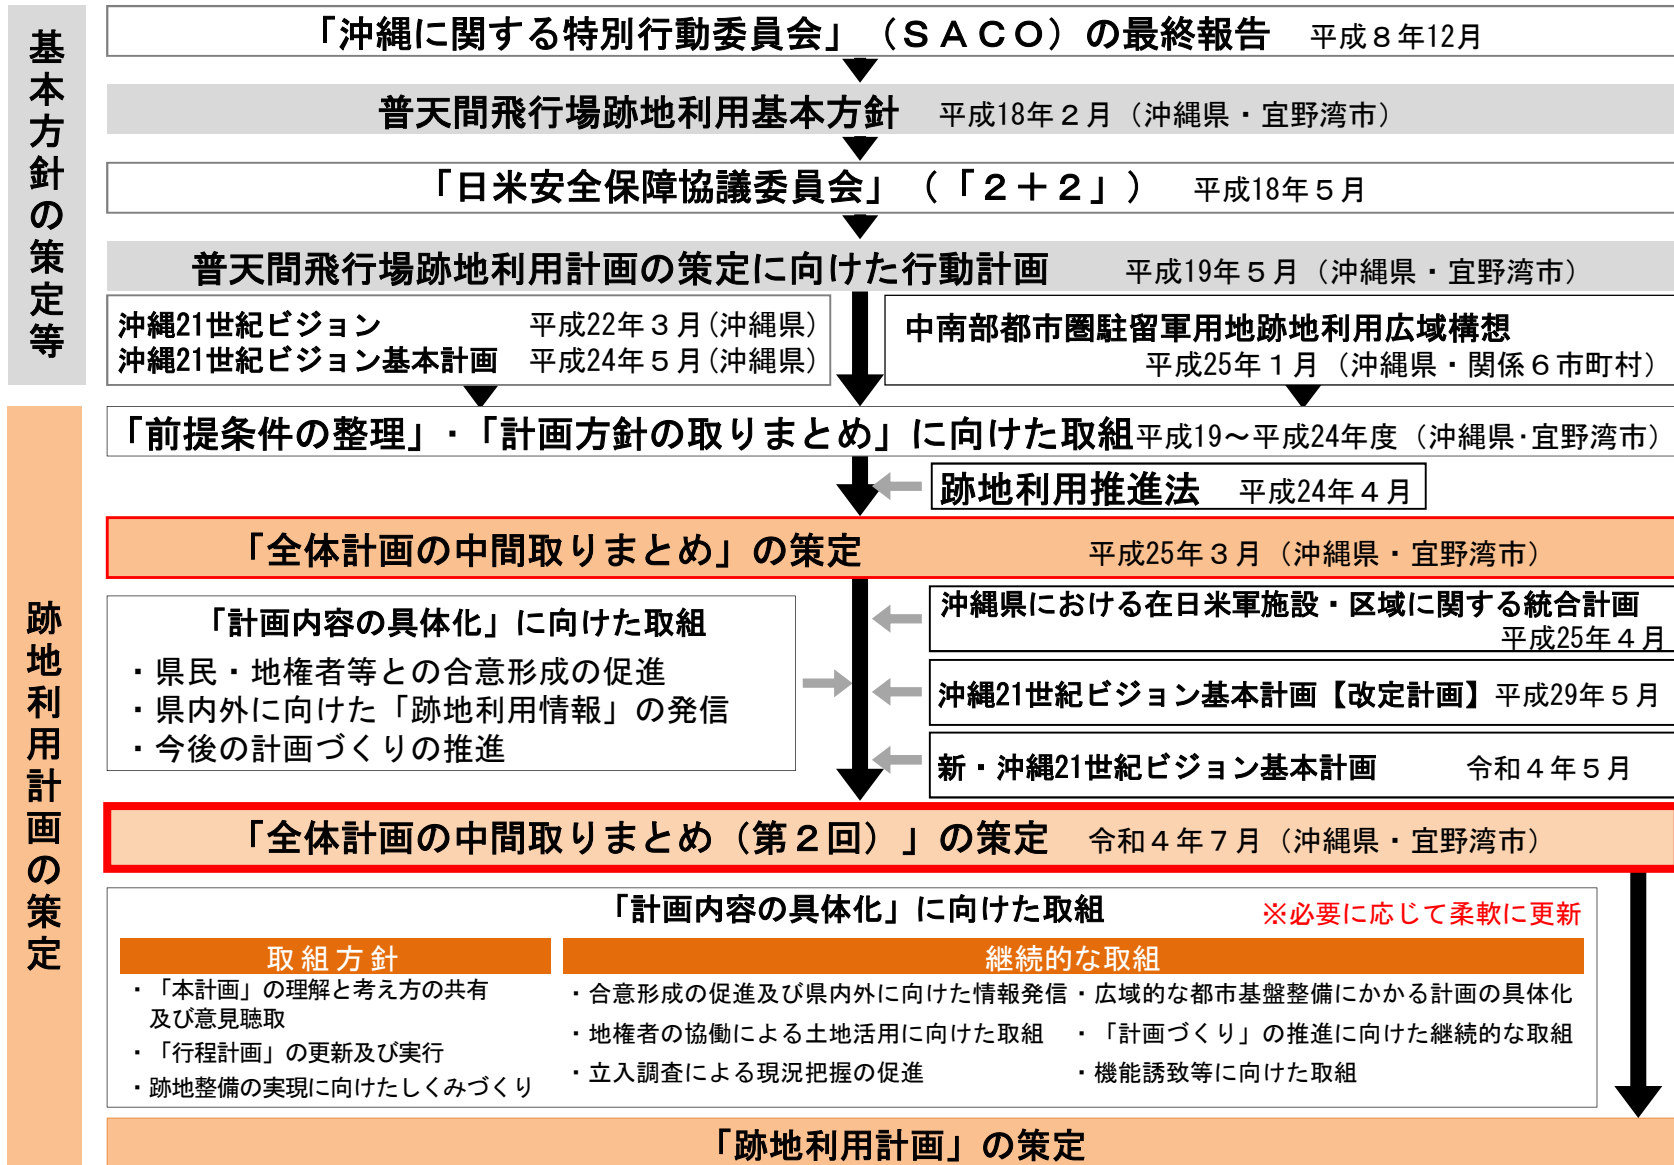 基本方針の策定等
「沖縄に関する特別行動委員会」（ＳＡＣＯ）の最終報告　平成８年12月
普天間飛行場跡地利用基本方針　平成18年２月（沖縄県・宜野湾市）
「日米安全保障協議委員会」（「２＋２」）　平成18年５月
普天間飛行場跡地利用計画の策定に向けた行動計画　平成19年５月（沖縄県・宜野湾市）
沖縄21世紀ビジョン　平成22年３月(沖縄県)
沖縄21世紀ビジョン基本計画　平成24年５月(沖縄県)
中南部都市圏駐留軍用地跡地利用広域構想
平成25年１月（沖縄県・関係６市町村）
跡地利用計画の策定
「前提条件の整理」・「計画方針の取りまとめ」に向けた取組平成19～平成24年度（沖縄県・宜野湾市）
跡地利用推進法　平成24年４月
「全体計画の中間取りまとめ」の策定　平成25年３月（沖縄県・宜野湾市）
「計画内容の具体化」に向けた取組
・県民・地権者等との合意形成の促進
・県内外に向けた「跡地利用情報」の発信
・今後の計画づくりの推進
沖縄県における在日米軍施設・区域に関する統合計画
平成25年４月
沖縄21世紀ビジョン基本計画【改定計画】平成29年５月
新・沖縄21世紀ビジョン基本計画　令和４年５月
「全体計画の中間取りまとめ（第２回）」の策定　令和４年７月（沖縄県・宜野湾市）
「計画内容の具体化」に向けた取組　※必要に応じて柔軟に更新
取組方針
・「本計画」の理解と考え方の共有
及び意見聴取
・「行程計画」の更新及び実行
・跡地整備の実現に向けたしくみづくり
継続的な取組
・合意形成の促進及び県内外に向けた情報発信
・地権者の協働による土地活用に向けた取組
・立入調査による現況把握の促進
・広域的な都市基盤整備にかかる計画の具体化
・「計画づくり」の推進に向けた継続的な取組
・機能誘致等に向けた取組
「跡地利用計画」の策定